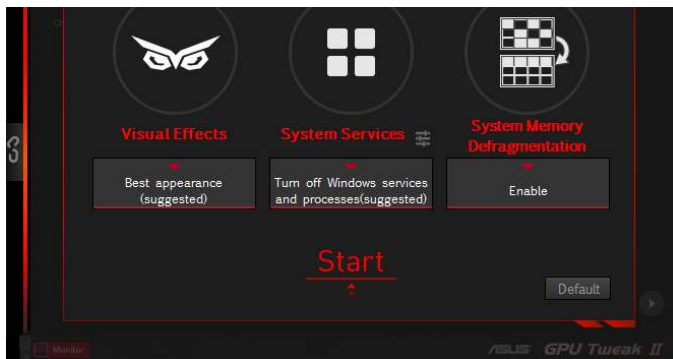 Visual Effects
System Services
System Memory
Defragmentation
Best appearance
(suggested)
Turn off Windows services
and processes(suggested)
Enable
Start
Default
Monitor
ASUS GPU Tweak II